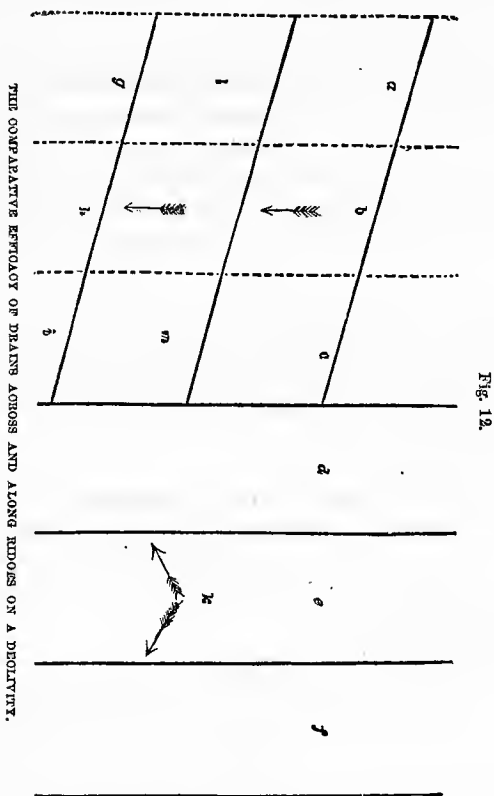 Fig. 12.
a b c d e f
l m k
g h i
THE COMPARATIVE EFFICACY OF DRAINS ACROSS AND ALONG RIDGES ON A DECLIVITY.